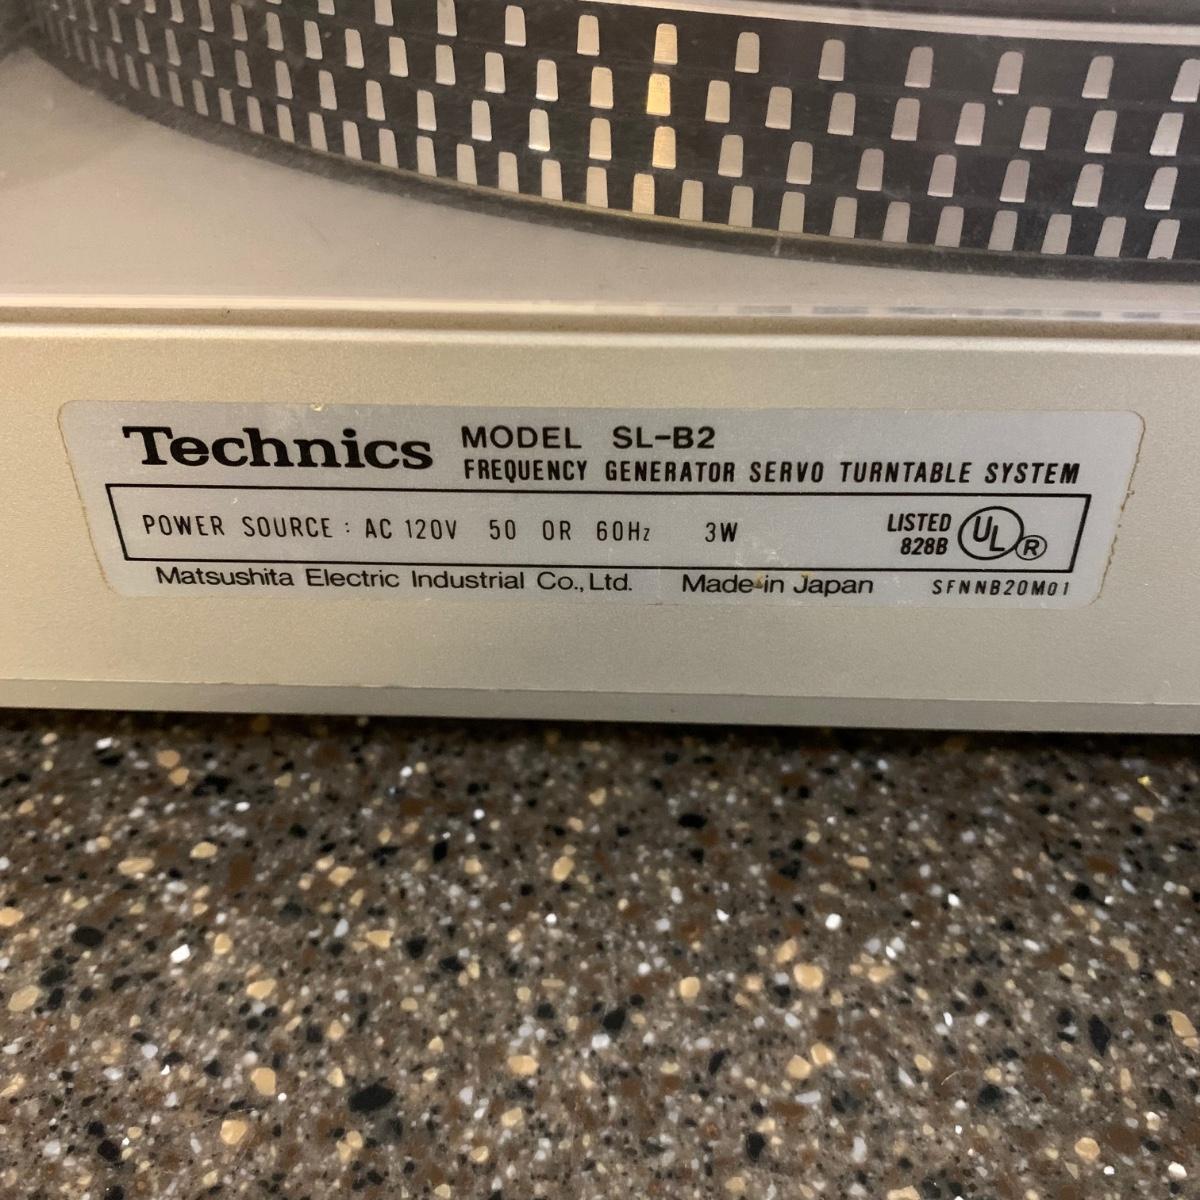 Technics MODEL SL-B2
FREQUENCY GENERATOR SERVO TURNTABLE SYSTEM
POWER SOURCE : AC 120V 50 OR 60Hz 3W LISTED 828B UL ®
Matsushita Electric Industrial Co., Ltd. Made in Japan SFNNB20M01